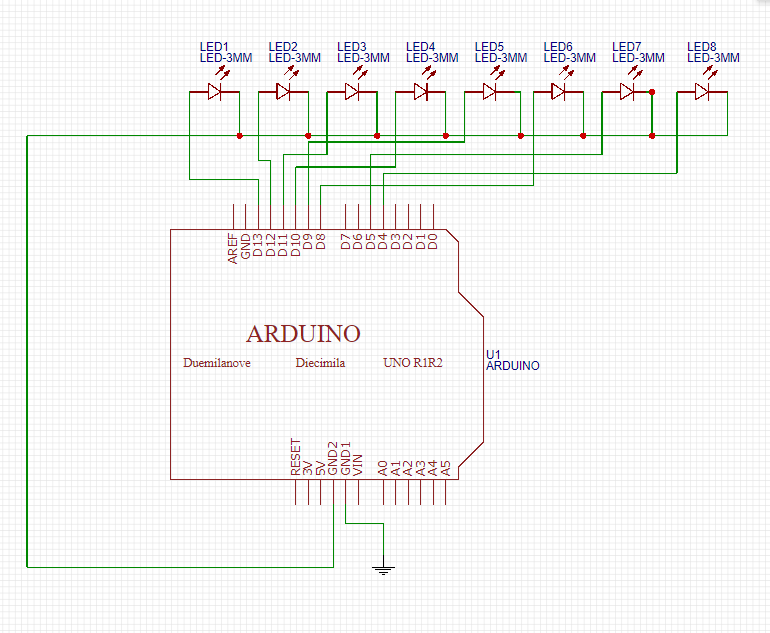 LED1 LED2 LED3 LED4 LED5 LED6 LED7 LED8
LED-3MM LED-3MM LED-3MM LED-3MM LED-3MM LED-3MM LED-3MM LED-3MM
AREF GND D13 D12 D11 D10 D9 D8 D7 D6 D5 D4 D3 D2 D1 D0
ARDUINO
Duemilanove Diecimila UNO R1R2
U1
ARDUINO
RESET 3V 5V GND2 GND1 VIN A0 A1 A2 A3 A4 A5